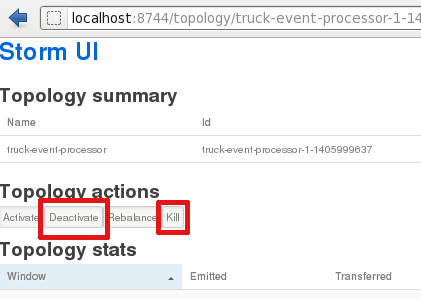 localhost:8744/topology/truck-event-processor-1-14
Storm UI
Topology summary
Name Id
truck-event-processor truck-event-processor-1-1405999637
Topology actions
Activate Deactivate Rebalance Kill
Topology stats
Window Emitted Transferred